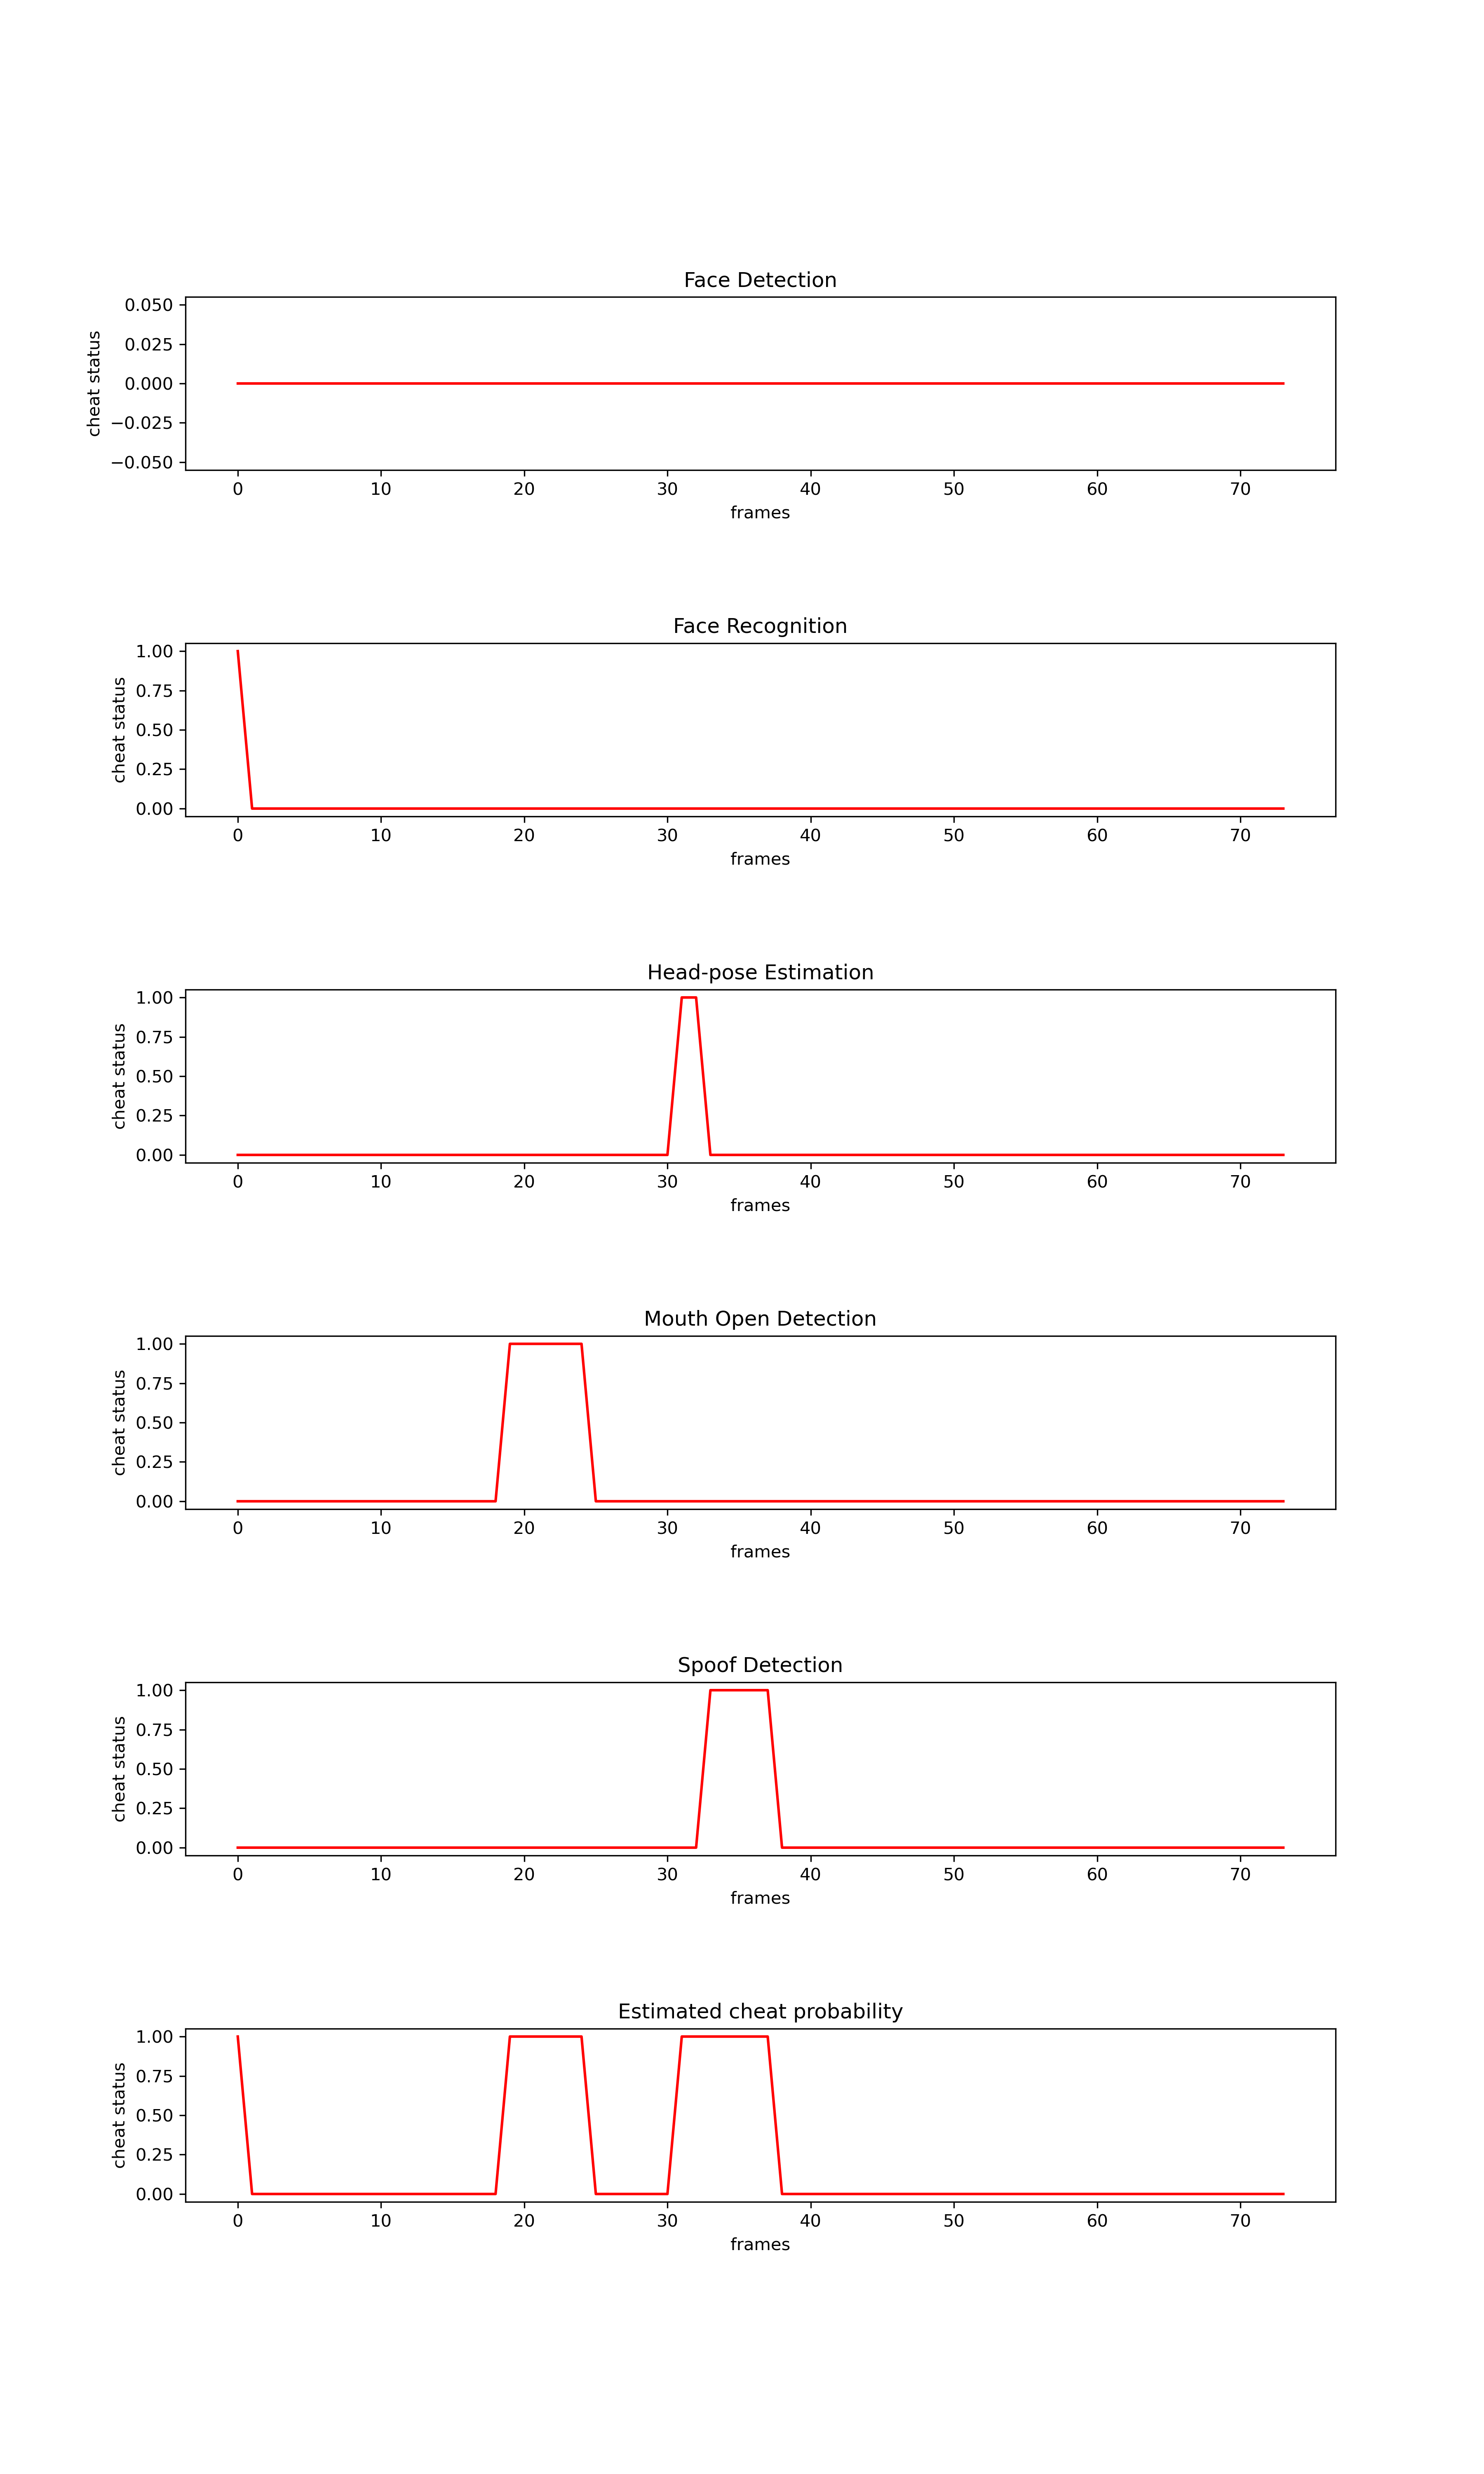 Face Detection
0.050
0.025
0.000
−0.025
−0.050
cheat status
0 10 20 30 40 50 60 70
frames
Face Recognition
1.00
0.75
0.50
0.25
0.00
cheat status
0 10 20 30 40 50 60 70
frames
Head-pose Estimation
1.00
0.75
0.50
0.25
0.00
cheat status
0 10 20 30 40 50 60 70
frames
Mouth Open Detection
1.00
0.75
0.50
0.25
0.00
cheat status
0 10 20 30 40 50 60 70
frames
Spoof Detection
1.00
0.75
0.50
0.25
0.00
cheat status
0 10 20 30 40 50 60 70
frames
Estimated cheat probability
1.00
0.75
0.50
0.25
0.00
cheat status
0 10 20 30 40 50 60 70
frames